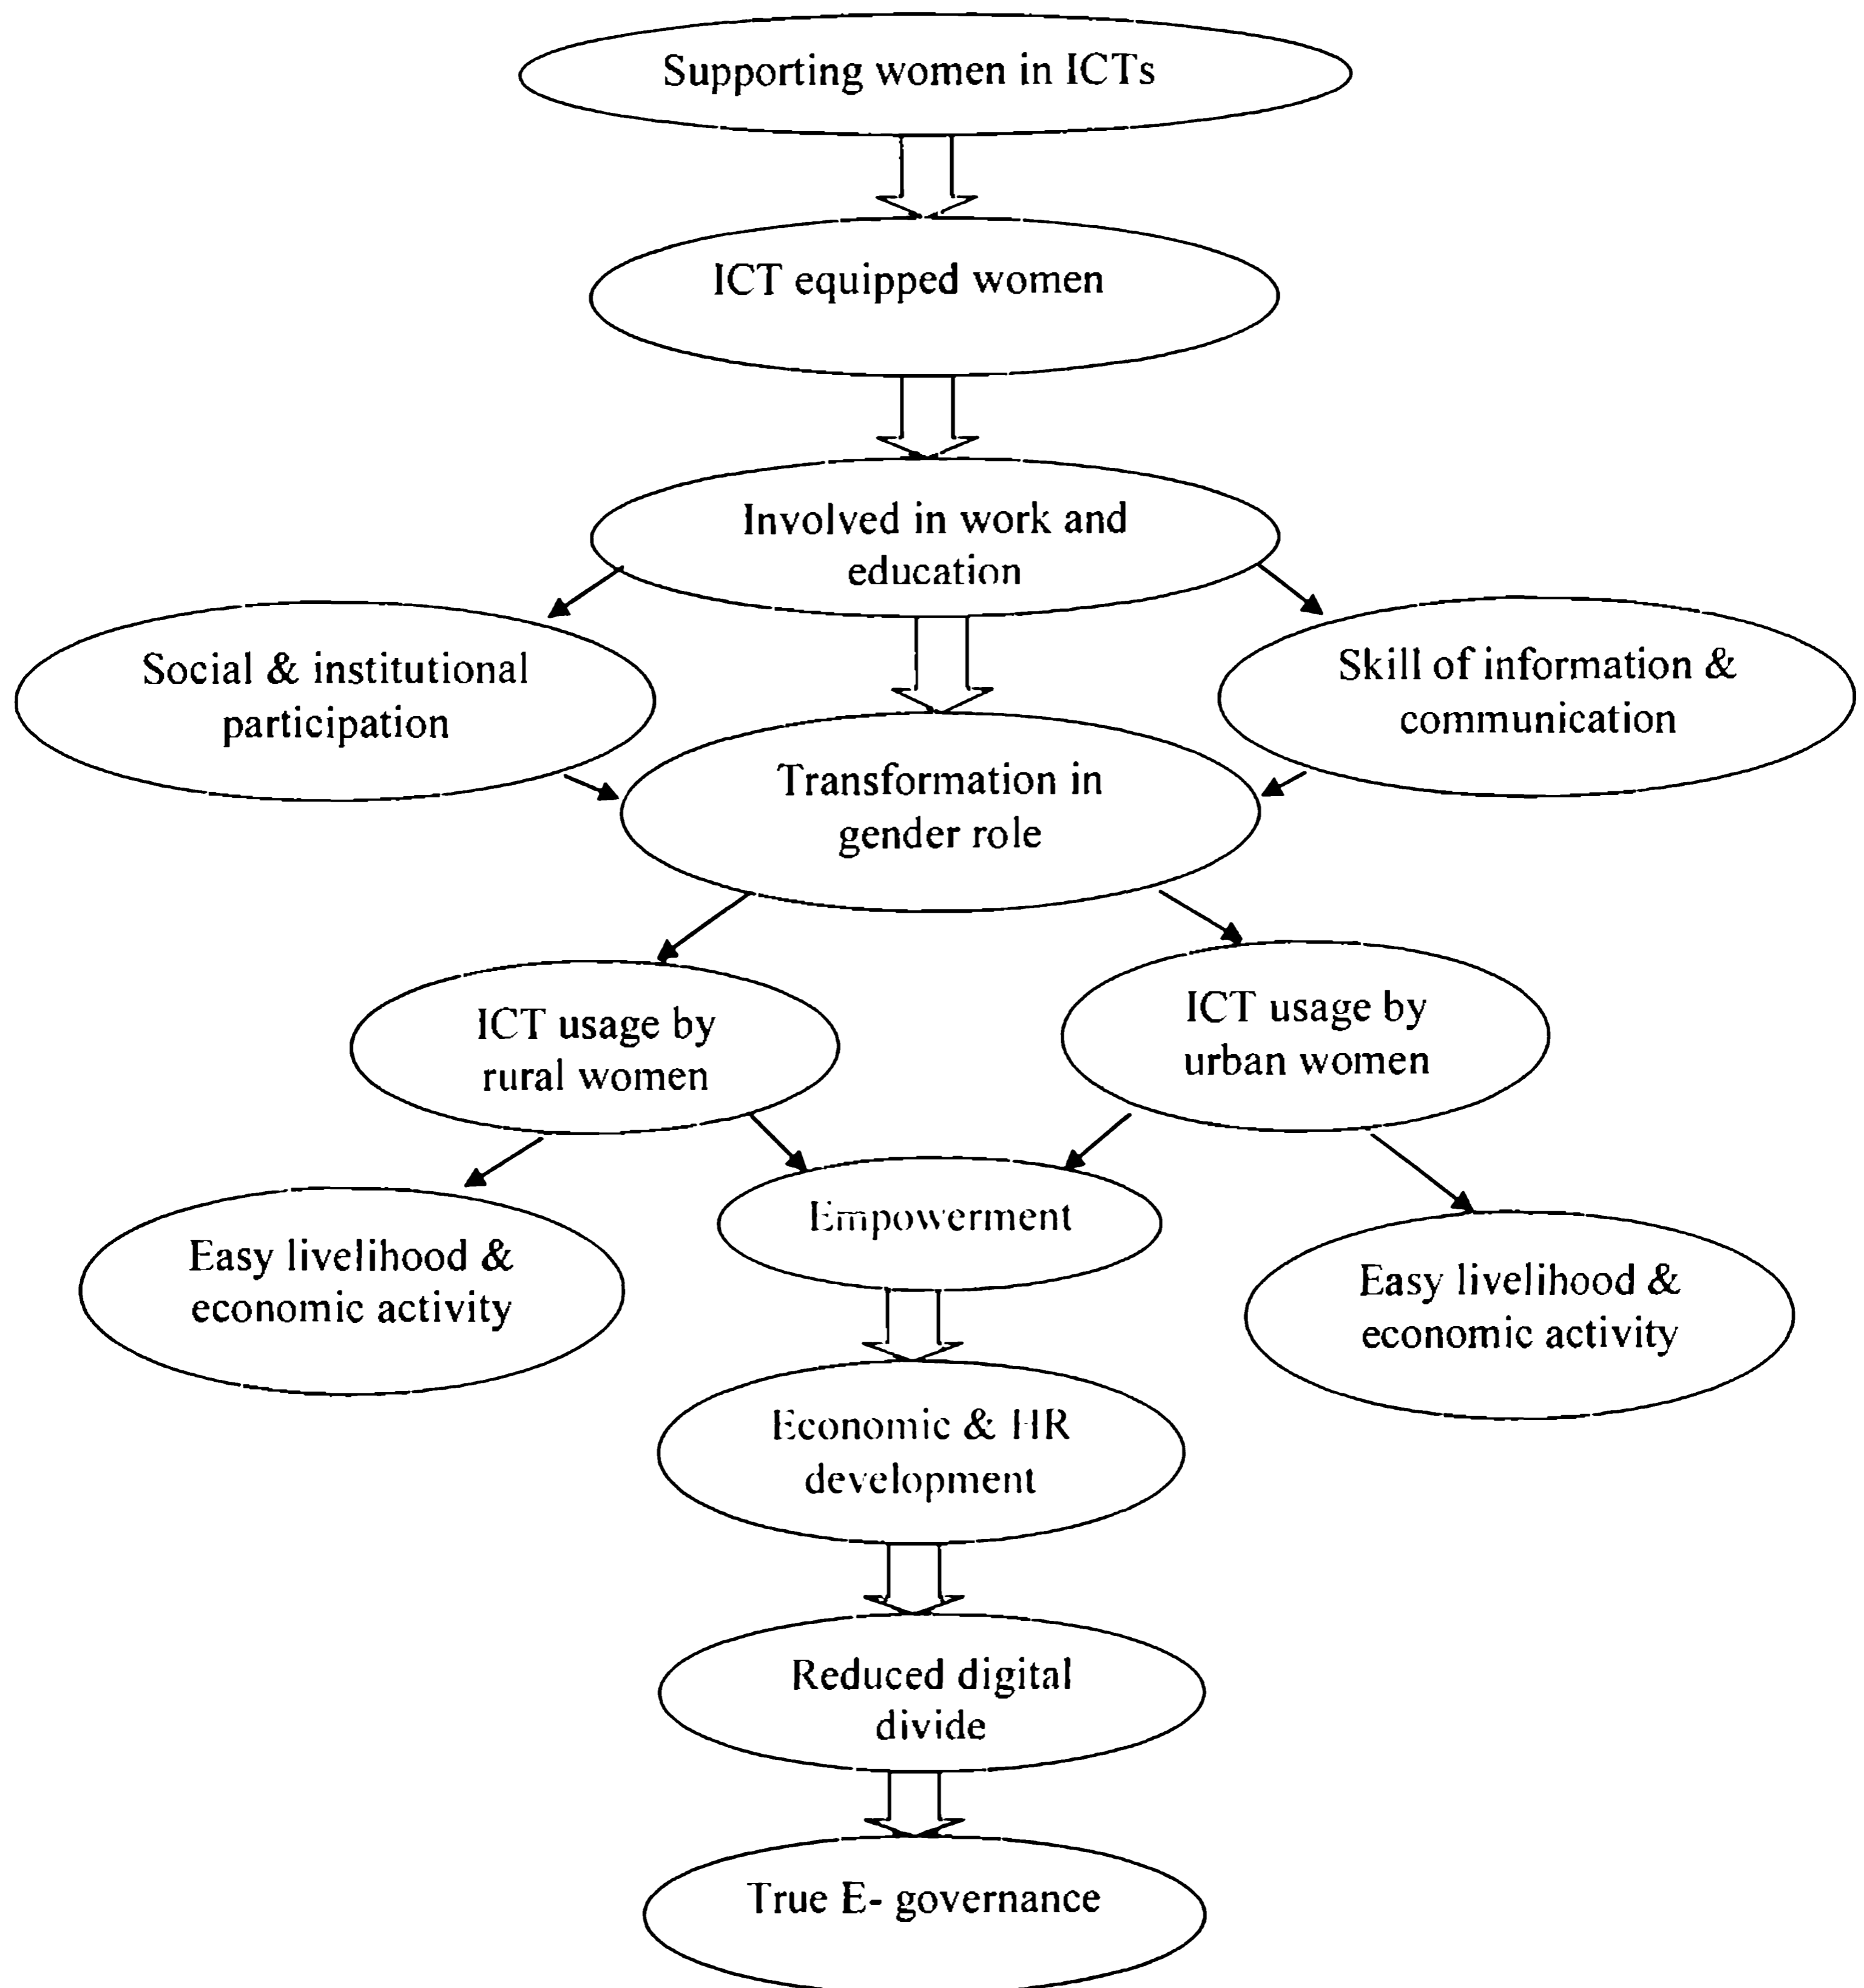 Supporting women in ICTs
ICT equipped women
Involved in work and
education
Social & institutional
participation
Skill of information &
communication
Transformation in
gender role
ICT usage by
rural women
ICT usage by
urban women
Empowerment
Easy livelihood &
economic activity
Easy livelihood &
economic activity
Economic & HR
development
Reduced digital
divide
True E- governance